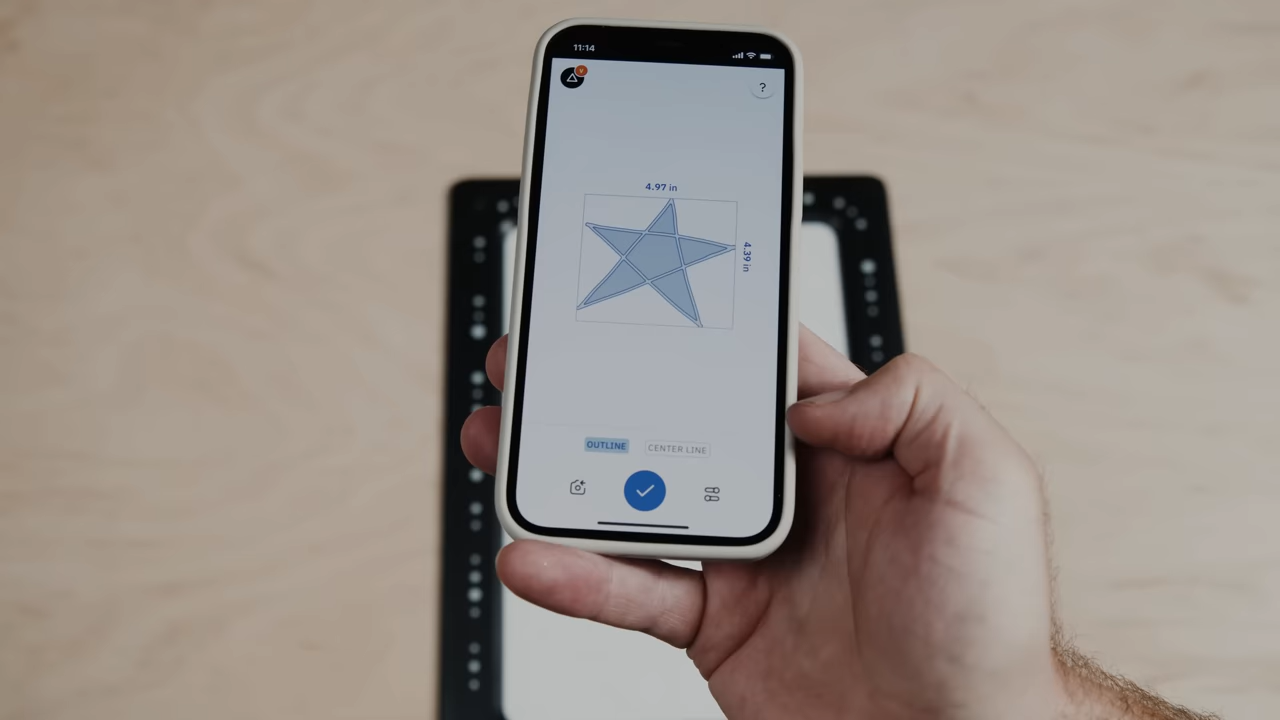 11:14
V
?
4.97 in
4.39 in
OUTLINE
CENTER LINE